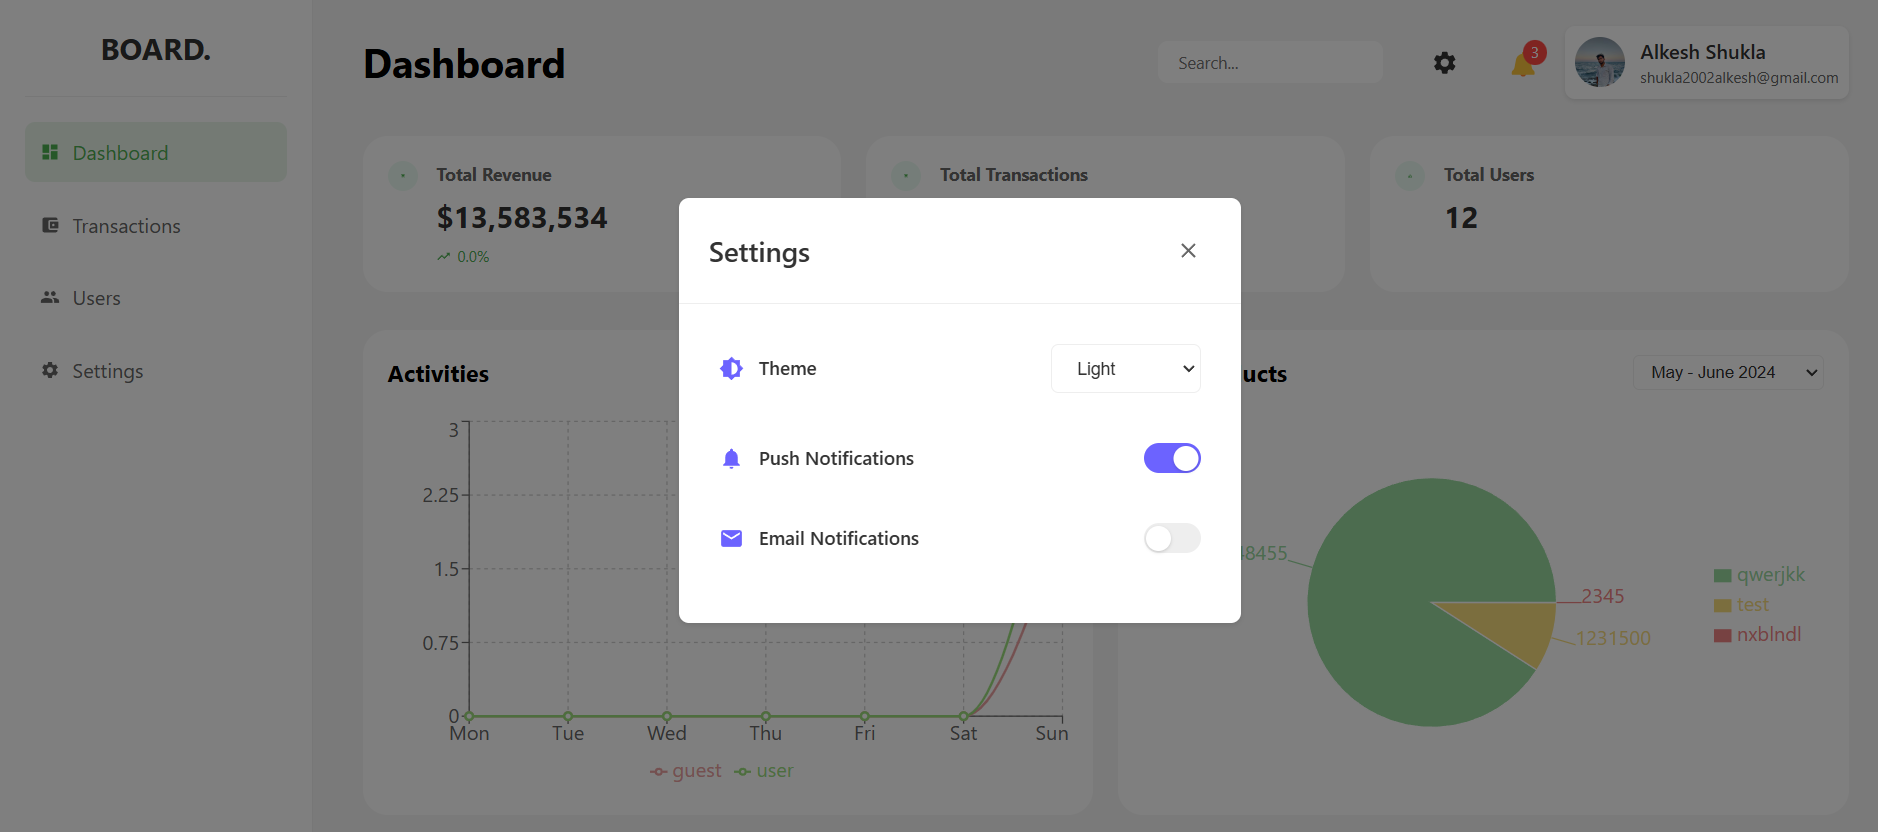 BOARD.
Dashboard
Transactions
Users
Settings
Dashboard
Search...
3
Alkesh Shukla
shukla2002alkesh@gmail.com
Total Revenue
$13,583,534
0.0%
Total Transactions
Total Users
12
Settings
Theme
Light
Push Notifications
Email Notifications
Activities
3
2.25
1.5
0.75
0
Mon Tue Wed Thu Fri Sat Sun
guest user
ucts
May - June 2024
48455
2345
1231500
qwerjkk
test
nxblndl